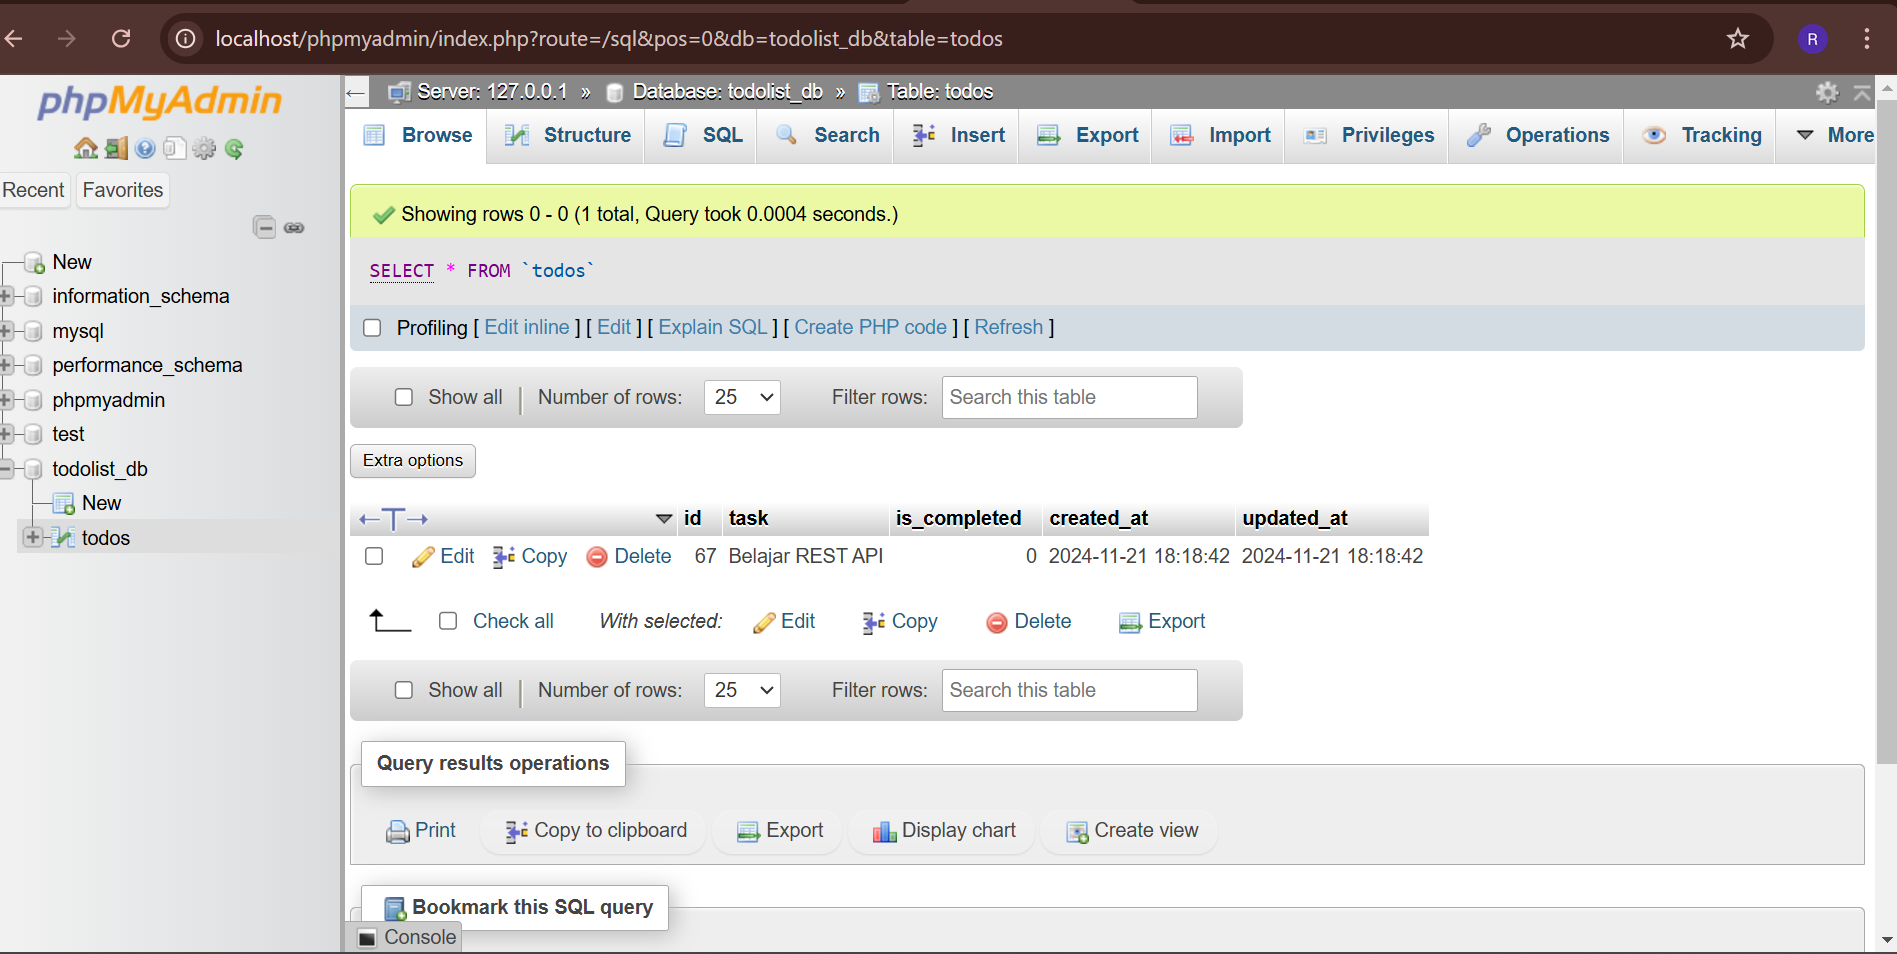 localhost/phpmyadmin/index.php?route=/sql&pos=0&db=todolist_db&table=todos
R
phpMyAdmin
Recent Favorites
New
information_schema
mysql
performance_schema
phpmyadmin
test
todolist_db
New
todos
Server: 127.0.0.1 » Database: todolist_db » Table: todos
Browse Structure SQL Search Insert Export Import Privileges Operations Tracking More
Showing rows 0 - 0 (1 total, Query took 0.0004 seconds.)
SELECT * FROM `todos`
Profiling [ Edit inline ] [ Edit ] [ Explain SQL ] [ Create PHP code ] [ Refresh ]
Show all Number of rows: 25 Filter rows: Search this table
Extra options
id task is_completed created_at updated_at
Edit Copy Delete 67 Belajar REST API 0 2024-11-21 18:18:42 2024-11-21 18:18:42
Check all With selected: Edit Copy Delete Export
Show all Number of rows: 25 Filter rows: Search this table
Query results operations
Print Copy to clipboard Export Display chart Create view
Bookmark this SQL query
Console